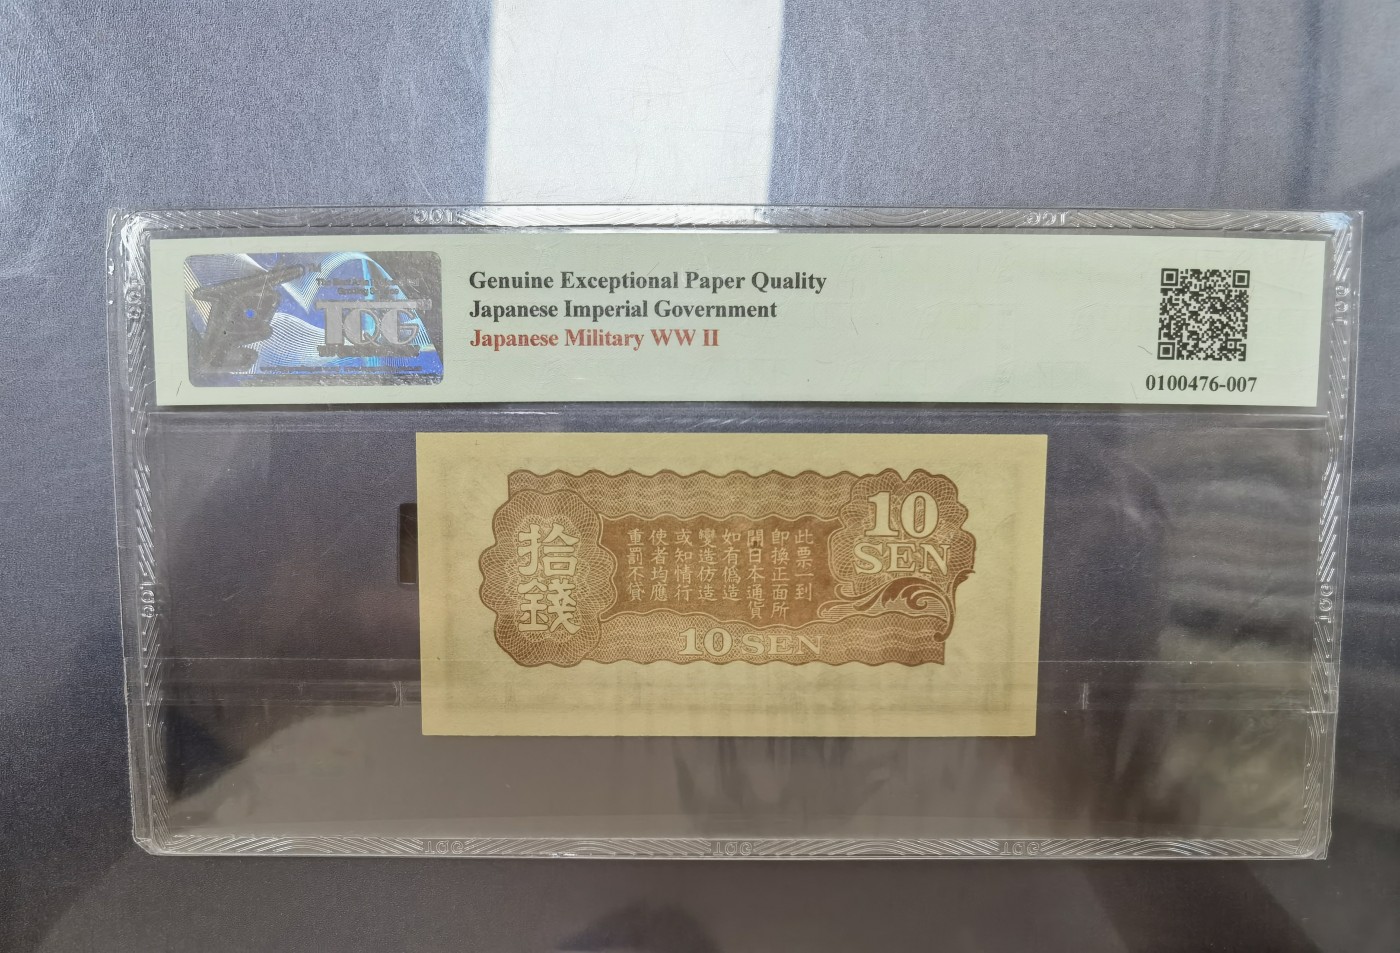 TQG
Genuine Exceptional Paper Quality
Japanese Imperial Government
Japanese Military WW II
0100476-007
10
SEN
拾錢
此票一到
即換正面所
開日本通貨
如有僞造
變造仿造
或知情行
使者均應
重罰不貸
10 SEN